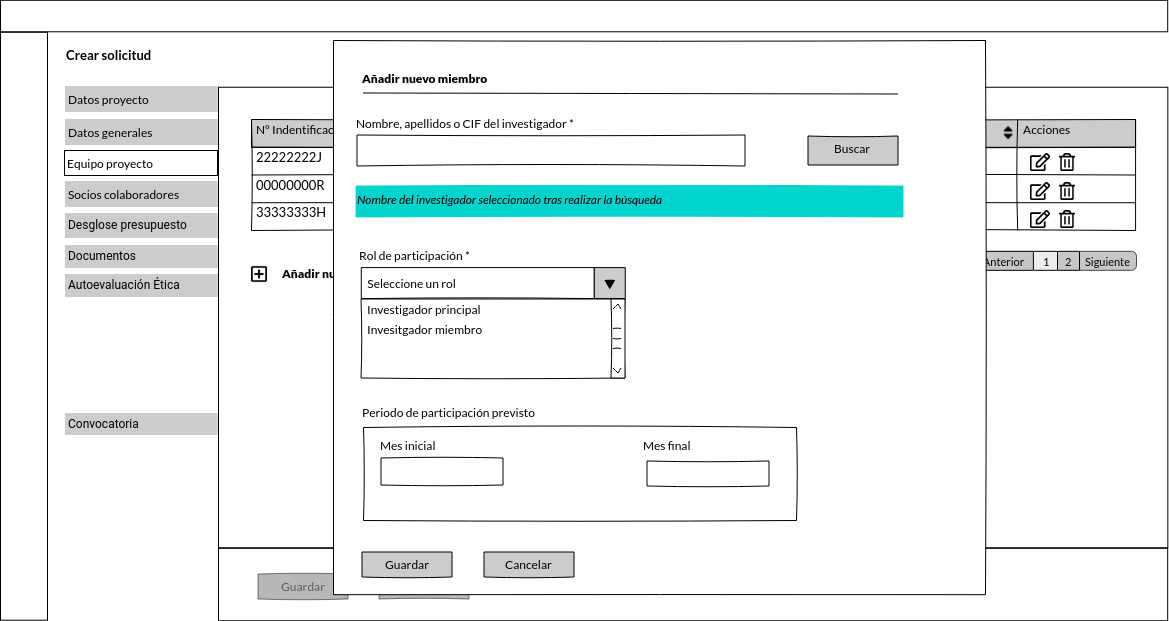 Crear solicitud
Añadir nuevo miembro
Datos proyecto
Datos generales
Equipo proyecto
Socios colaboradores
Desglose presupuesto
Documentos
Autoevaluación Ética
Convocatoria
Nº Indentificac
Acciones
22222222J
00000000R
33333333H
Añadir nu
Anterior 1 2 Siguiente
Nombre, apellidos o CIF del investigador *
Buscar
Nombre del investigador seleccionado tras realizar la búsqueda
Rol de participación *
Seleccione un rol
Investigador principal
Invesitgador miembro
Periodo de participación previsto
Mes inicial
Mes final
Guardar
Cancelar
Guardar